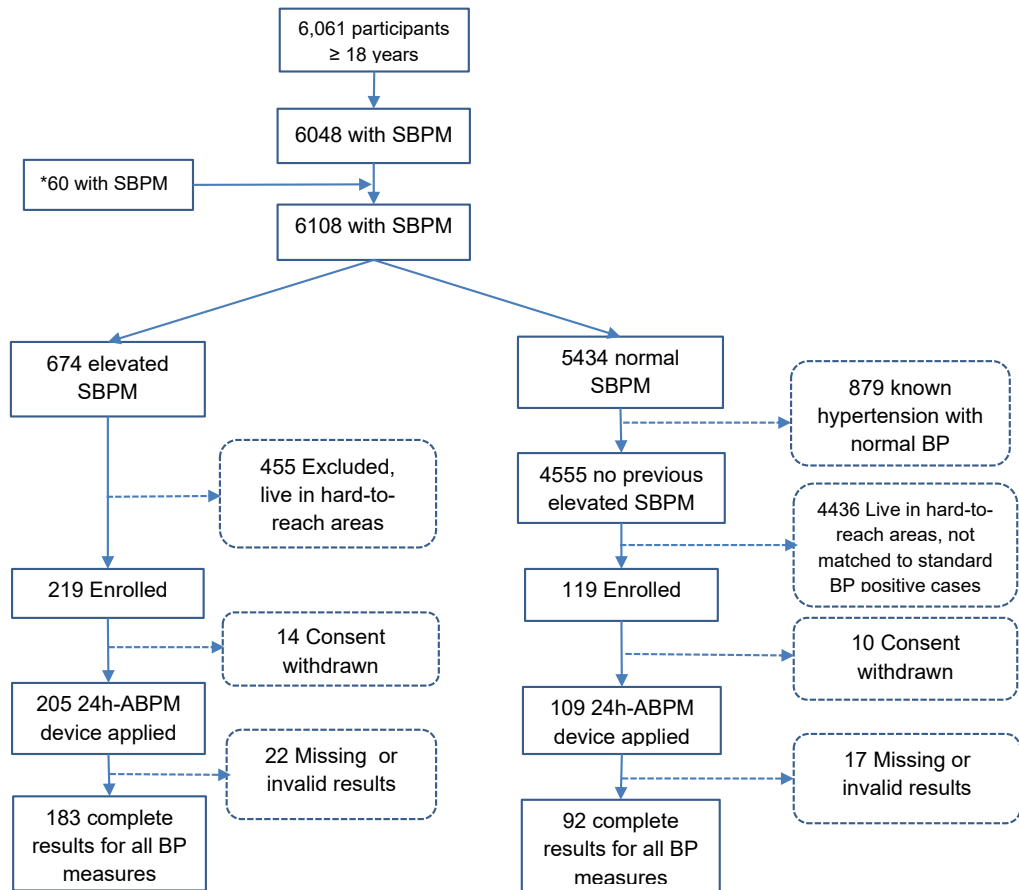 6,061 participants
≥ 18 years
6048 with SBPM
*60 with SBPM
6108 with SBPM
674 elevated
SBPM
5434 normal
SBPM
879 known
hypertension with
normal BP
455 Excluded,
live in hard-to-
reach areas
4555 no previous
elevated SBPM
4436 Live in hard-to-
reach areas, not
matched to standard
BP positive cases
219 Enrolled
119 Enrolled
14 Consent
withdrawn
10 Consent
withdrawn
205 24h-ABPM
device applied
109 24h-ABPM
device applied
22 Missing or
invalid results
17 Missing or
invalid results
183 complete
results for all BP
measures
92 complete
results for all BP
measures